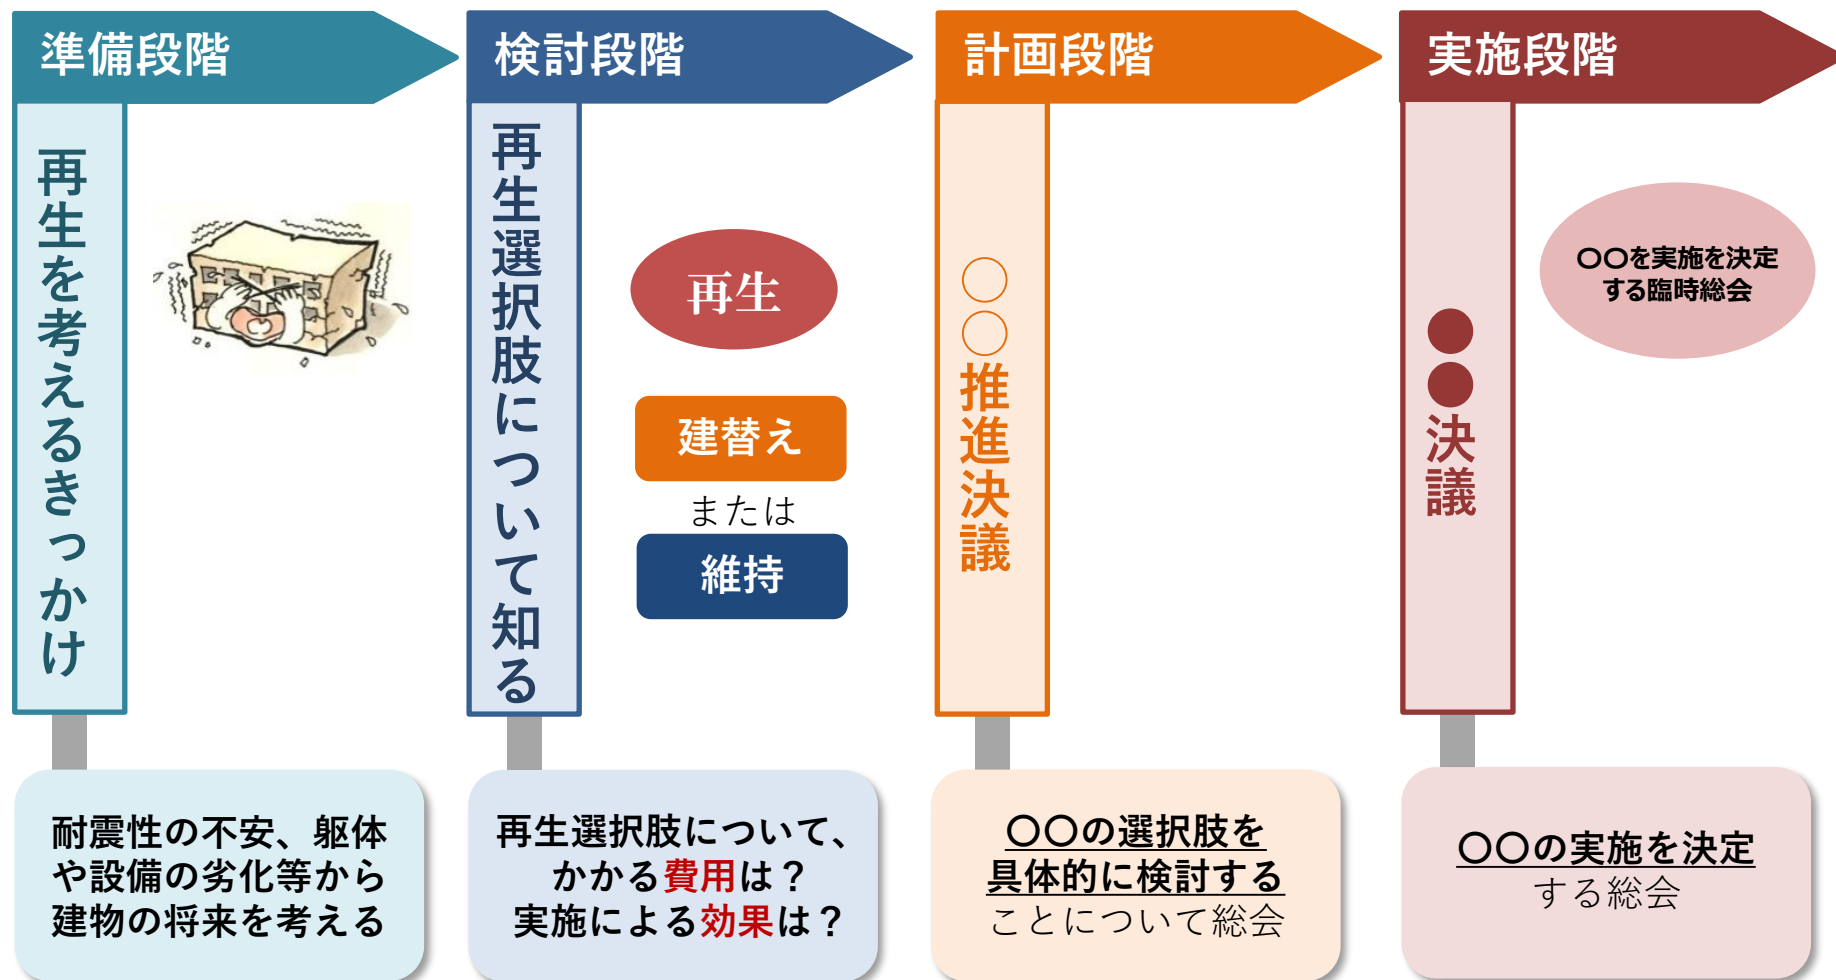 準備段階
再生を考えるきっかけ
耐震性の不安、躯体
や設備の劣化等から
建物の将来を考える
検討段階
再生選択肢について知る
再生
建替え
または
維持
再生選択肢について、
かかる費用は？
実施による効果は？
計画段階
〇〇推進決議
〇〇の選択肢を
具体的に検討する
ことについて総会
実施段階
●●決議
〇〇を実施を決定
する臨時総会
〇〇の実施を決定
する総会